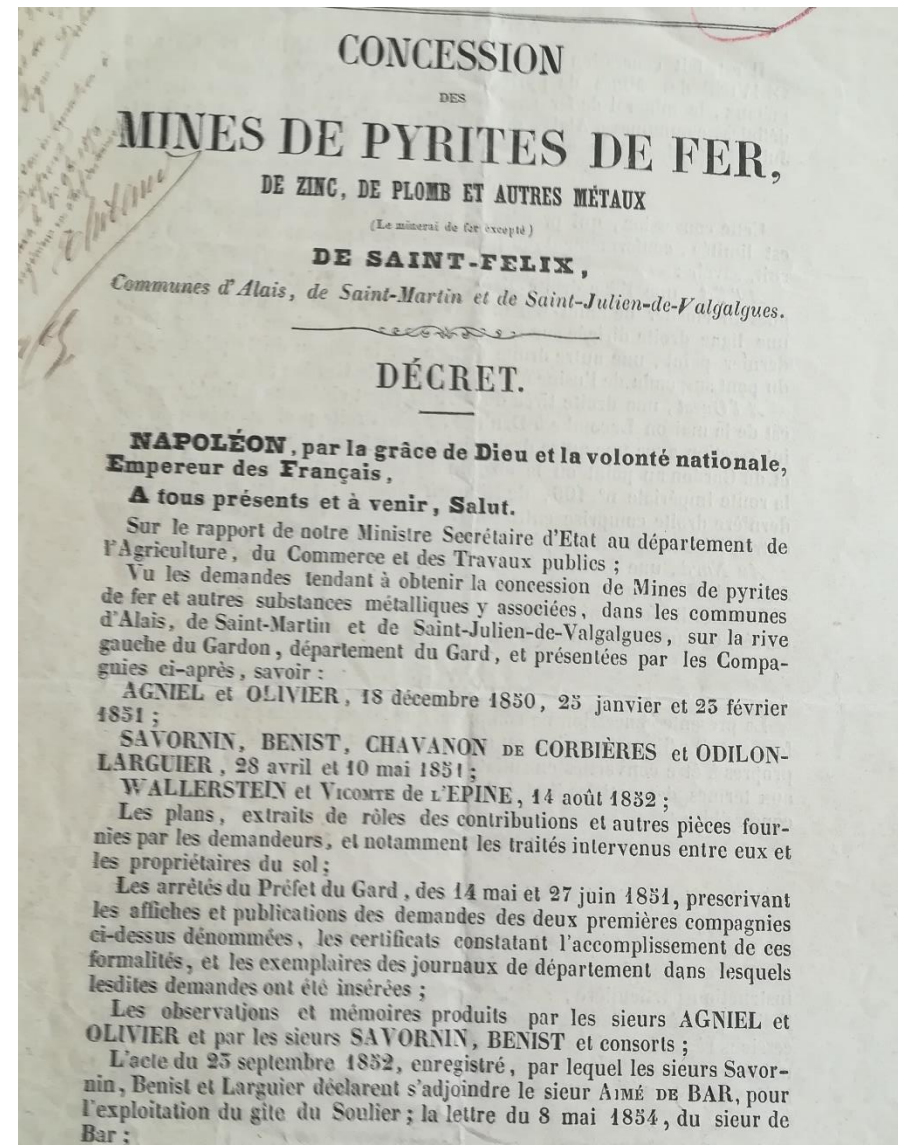 CONCESSION
DES
MINES DE PYRITES DE FER,
DE ZINC, DE PLOMB ET AUTRES MÉTAUX
(Le minerai de fer excepté)
DE SAINT-FELIX,
Communes d'Alais, de Saint-Martin et de Saint-Julien-de-Valgalgues.
DÉCRET.
NAPOLÉON, par la grâce de Dieu et la volonté nationale,
Empereur des Français,
A tous présents et à venir, Salut.
Sur le rapport de notre Ministre Secrétaire d'Etat au département de
l'Agriculture, du Commerce et des Travaux publics ;
Vu les demandes tendant à obtenir la concession de Mines de pyrites
de fer et autres substances métalliques y associées, dans les communes
d'Alais, de Saint-Martin et de Saint-Julien-de-Valgalgues, sur la rive
gauche du Gardon, département du Gard, et présentées par les Compa-
gnies ci-après, savoir :
AGNIEL et OLIVIER, 18 décembre 1850, 25 janvier et 25 février
1851 ;
SAVORNIN, BENIST, CHAVANON DE CORBIÈRES et ODILON-
LARGUIER, 28 avril et 10 mai 1851 ;
WALLERSTEIN et VICOMTE de L'EPINE, 14 août 1852 ;
Les plans, extraits de rôles des contributions et autres pièces four-
nies par les demandeurs, et notamment les traités intervenus entre eux et
les propriétaires du sol ;
Les arrêtés du Préfet du Gard, des 14 mai et 27 juin 1851, prescrivant
les affiches et publications des demandes des deux premières compagnies
ci-dessus dénommées, les certificats constatant l'accomplissement de ces
formalités, et les exemplaires des journaux de département dans lesquels
lesdites demandes ont été insérées ;
Les observations et mémoires produits par les sieurs AGNIEL et
OLIVIER et par les sieurs SAVORNIN, BENIST et consorts ;
L'acte du 25 septembre 1852, enregistré, par lequel les sieurs Savor-
nin, Benist et Larguier déclarent s'adjoindre le sieur AIMÉ DE BAR, pour
l'exploitation du gîte du Soulier ; la lettre du 8 mai 1854, du sieur de
Bar ;